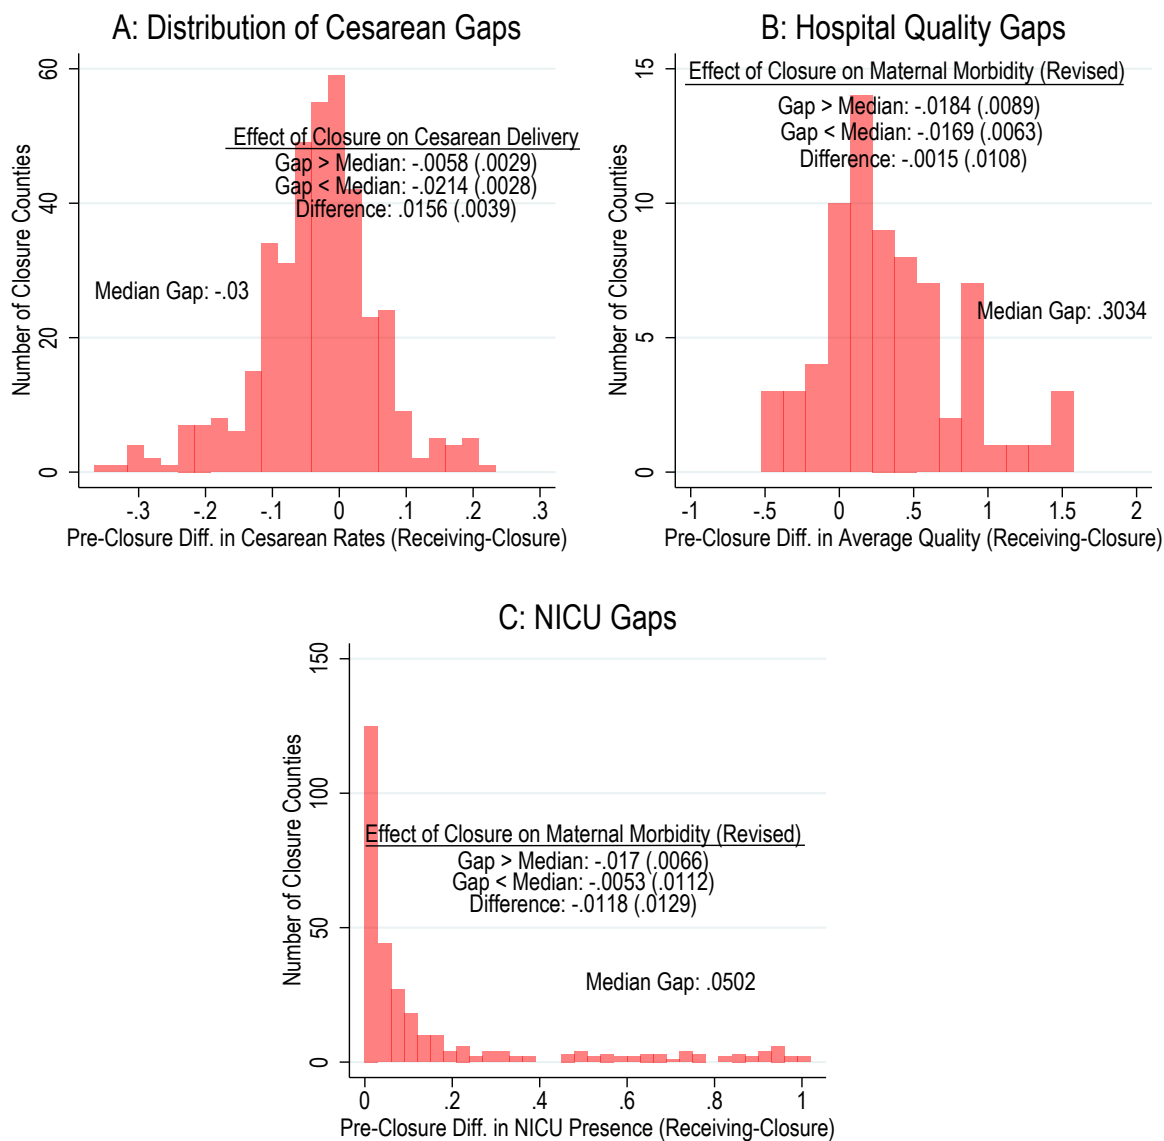 A: Distribution of Cesarean Gaps
Number of Closure Counties
60
40
20
0
Effect of Closure on Cesarean Delivery
Gap > Median: -.0058 (.0029)
Gap < Median: -.0214 (.0028)
Difference: .0156 (.0039)
Median Gap: -.03
-.3 -.2 -.1 0 .1 .2 .3
Pre-Closure Diff. in Cesarean Rates (Receiving-Closure)
B: Hospital Quality Gaps
Number of Closure Counties
15
10
5
0
Effect of Closure on Maternal Morbidity (Revised)
Gap > Median: -.0184 (.0089)
Gap < Median: -.0169 (.0063)
Difference: -.0015 (.0108)
Median Gap: .3034
-1 -.5 0 .5 1 1.5 2
Pre-Closure Diff. in Average Quality (Receiving-Closure)
C: NICU Gaps
Number of Closure Counties
150
100
50
0
Effect of Closure on Maternal Morbidity (Revised)
Gap > Median: -.017 (.0066)
Gap < Median: -.0053 (.0112)
Difference: -.0118 (.0129)
Median Gap: .0502
0 .2 .4 .6 .8 1
Pre-Closure Diff. in NICU Presence (Receiving-Closure)